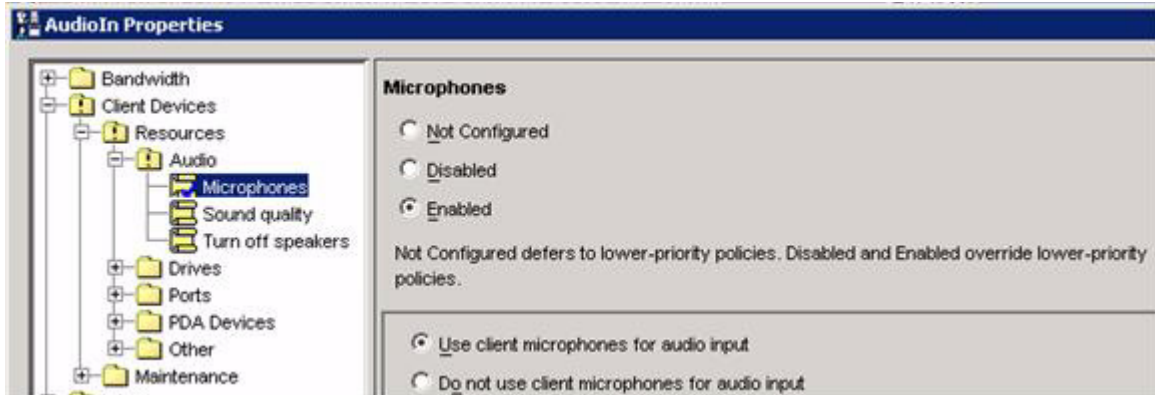 AudioIn Properties
Bandwidth
Client Devices
Resources
Audio
Microphones
Sound quality
Turn off speakers
Drives
Ports
PDA Devices
Other
Maintenance
Microphones
Not Configured
Disabled
Enabled
Not Configured defers to lower-priority policies. Disabled and Enabled override lower-priority
policies.
Use client microphones for audio input
Do not use client microphones for audio input